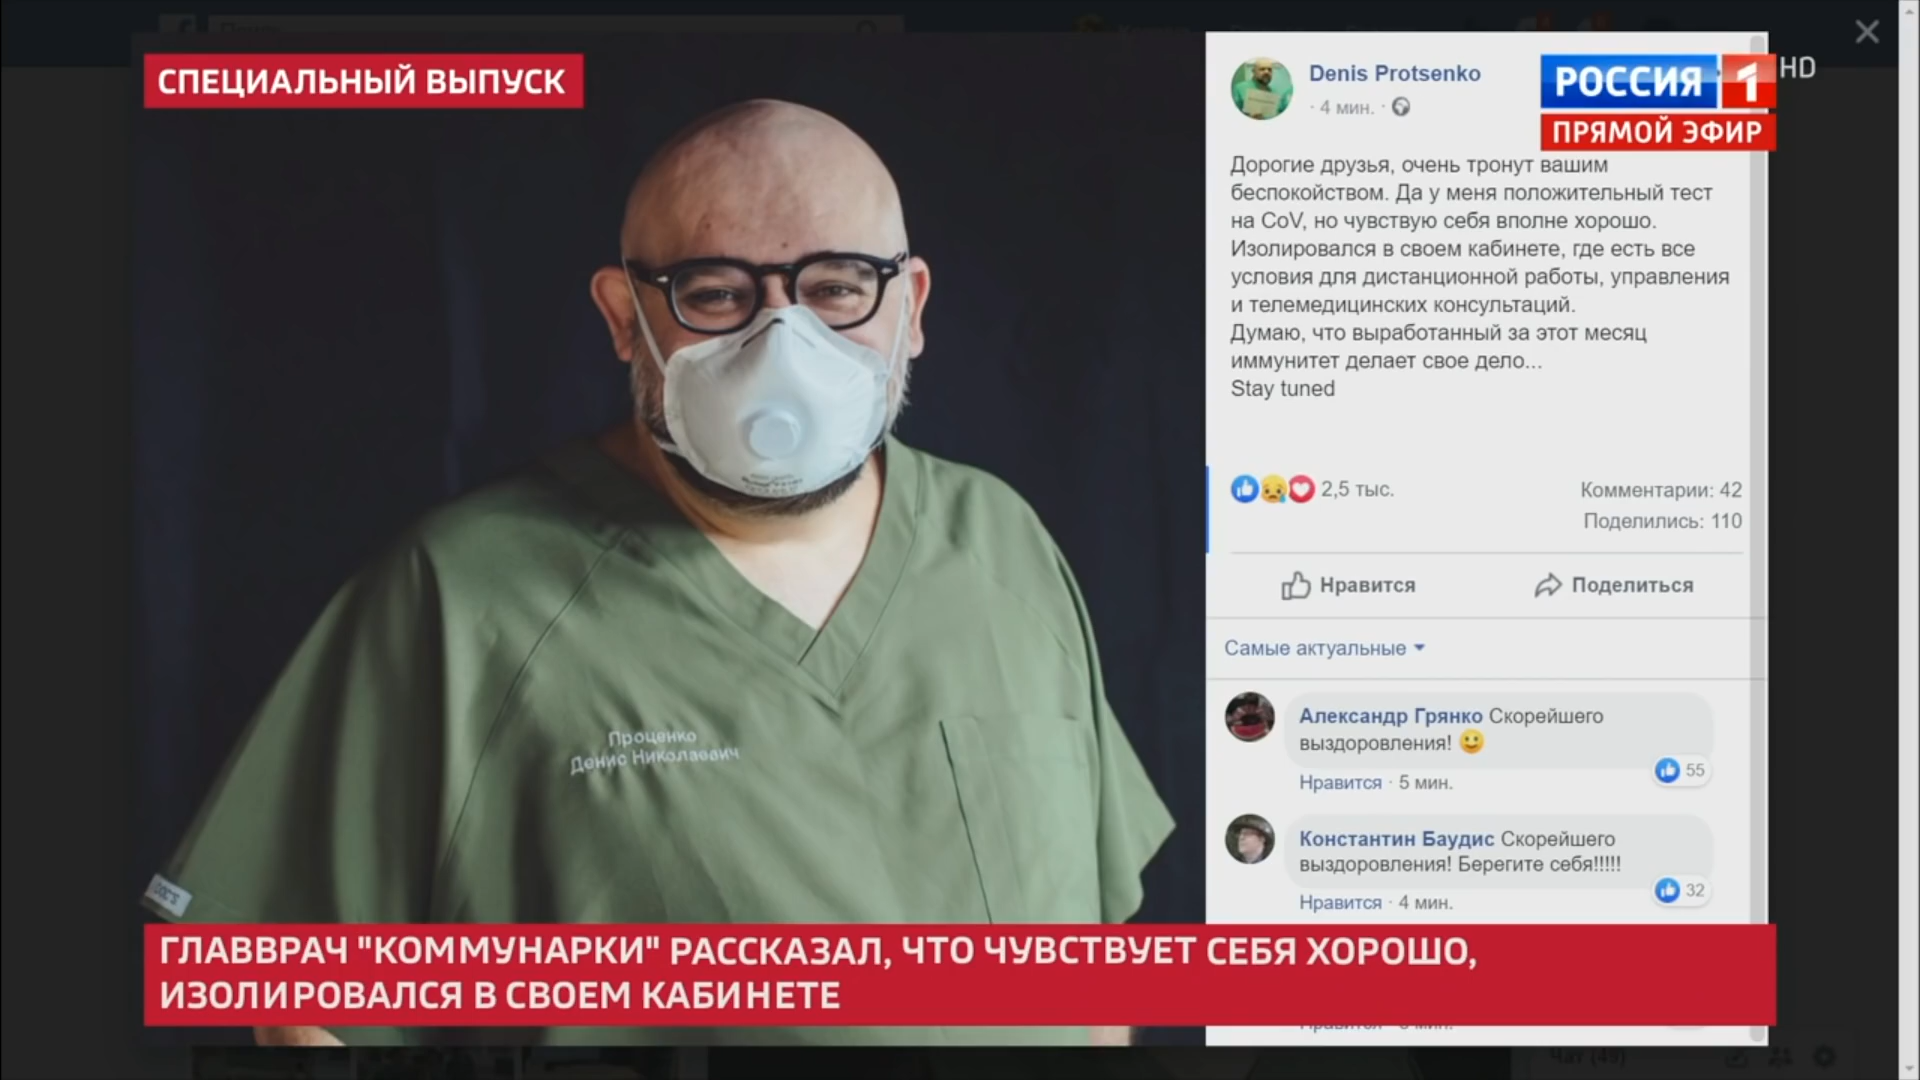 СПЕЦИАЛЬНЫЙ ВЫПУСК
Denis Protsenko
· 4 мин. ·
РОССИЯ 1 HD
ПРЯМОЙ ЭФИР
Дорогие друзья, очень тронут вашим
беспокойством. Да у меня положительный тест
на CoV, но чувствую себя вполне хорошо.
Изолировался в своем кабинете, где есть все
условия для дистанционной работы, управления
и телемедицинских консультаций.
Думаю, что выработанный за этот месяц
иммунитет делает свое дело...
Stay tuned
2,5 тыс.
Комментарии: 42
Поделились: 110
Нравится
Поделиться
Самые актуальные
Александр Грянко Скорейшего
выздоровления! 🙂
55
Нравится · 5 мин.
Константин Баудис Скорейшего
выздоровления! Берегите себя!!!!!
32
Нравится · 4 мин.
Проценко
Денис Николаевич
DOC'S
ГЛАВВРАЧ "КОММУНАРКИ" РАССКАЗАЛ, ЧТО ЧУВСТВУЕТ СЕБЯ ХОРОШО,
ИЗОЛИРОВАЛСЯ В СВОЕМ КАБИНЕТЕ
Чат (49)